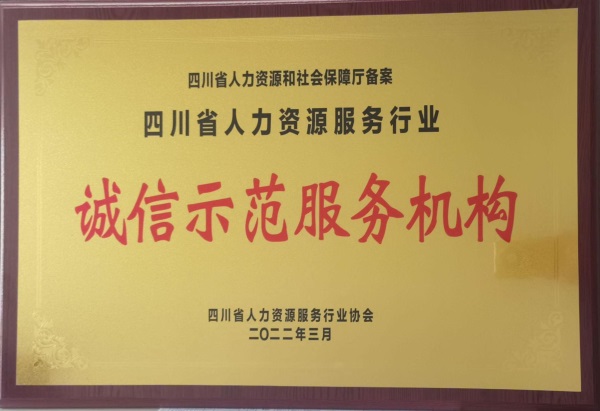 四川省人力资源和社会保障厅备案
四川省人力资源服务行业
诚信示范服务机构
四川省人力资源服务行业协会
二〇二二年三月